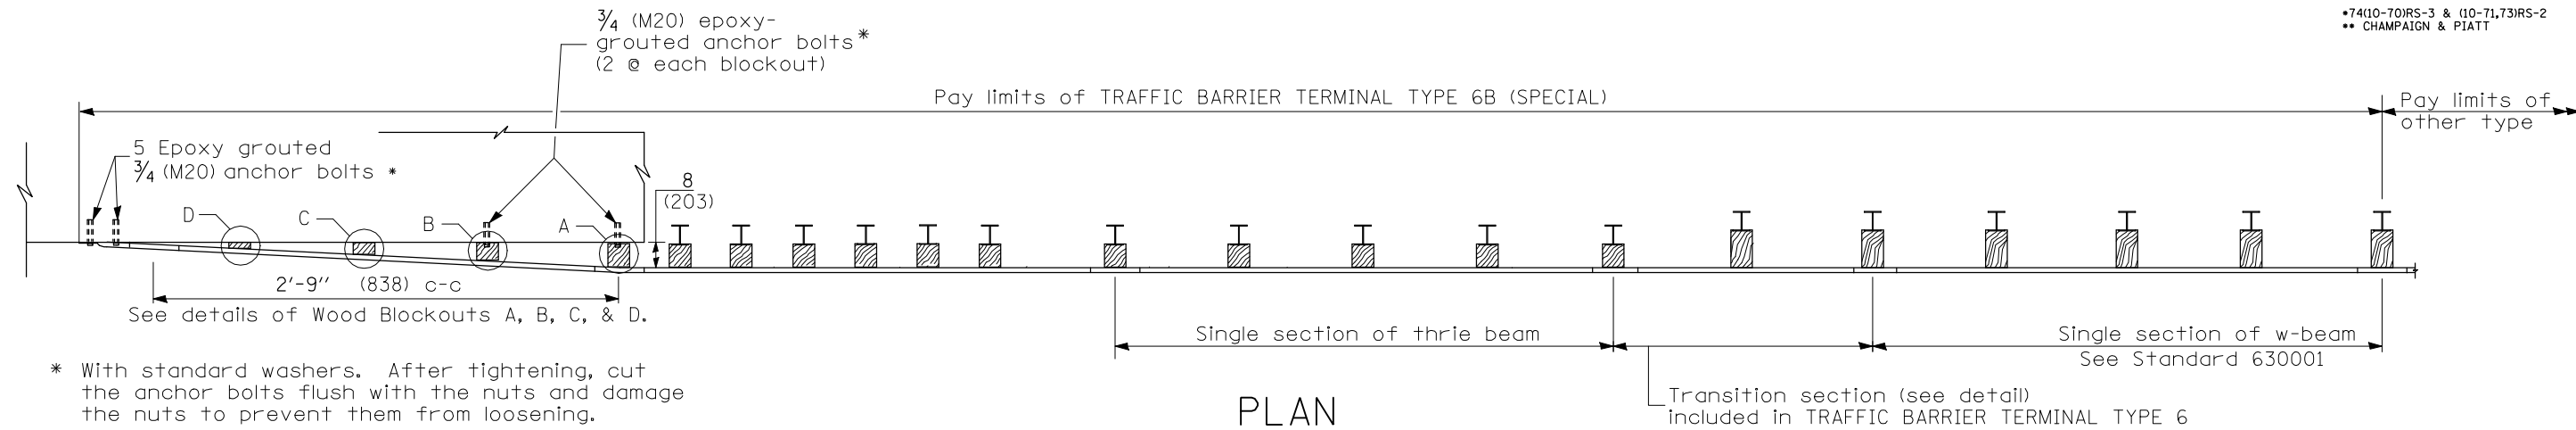 *74(10-70)RS-3 & (10-71,73)RS-2
** CHAMPAIGN & PIATT
¾ (M20) epoxy-
grouted anchor bolts*
(2 @ each blockout)
Pay limits of TRAFFIC BARRIER TERMINAL TYPE 6B (SPECIAL)
Pay limits of
other type
5 Epoxy grouted
¾ (M20) anchor bolts *
8
(203)
D
C
B
A
2'-9" (838) c-c
See details of Wood Blockouts A, B, C, & D.
Single section of thrie beam
Single section of w-beam
See Standard 630001
* With standard washers. After tightening, cut
the anchor bolts flush with the nuts and damage
the nuts to prevent them from loosening.
Transition section (see detail)
included in TRAFFIC BARRIER TERMINAL TYPE 6
PLAN